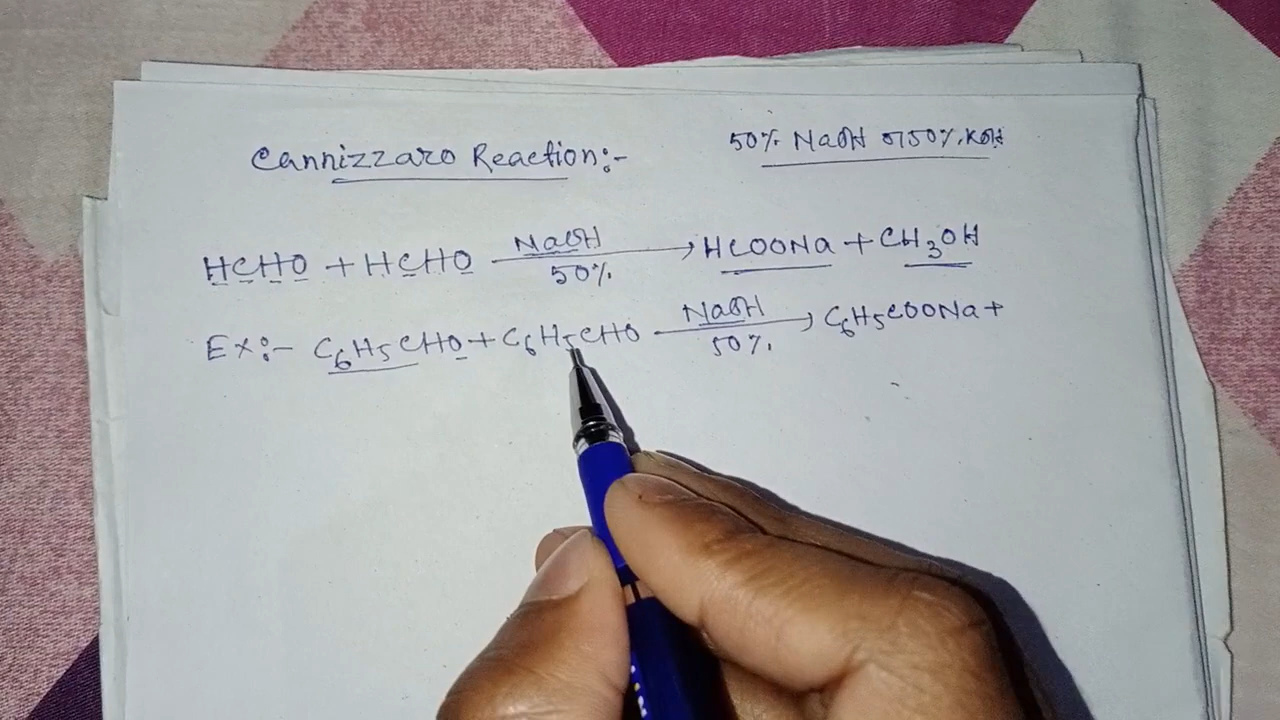 Cannizzaro Reaction:-
50% NaOH or 50% KOH
HCHO + HCHO NaOH 50% → HCOONa + CH3OH
Ex:- C6H5CHO + C6H5CHO NaOH 50% → C6H5COONa +